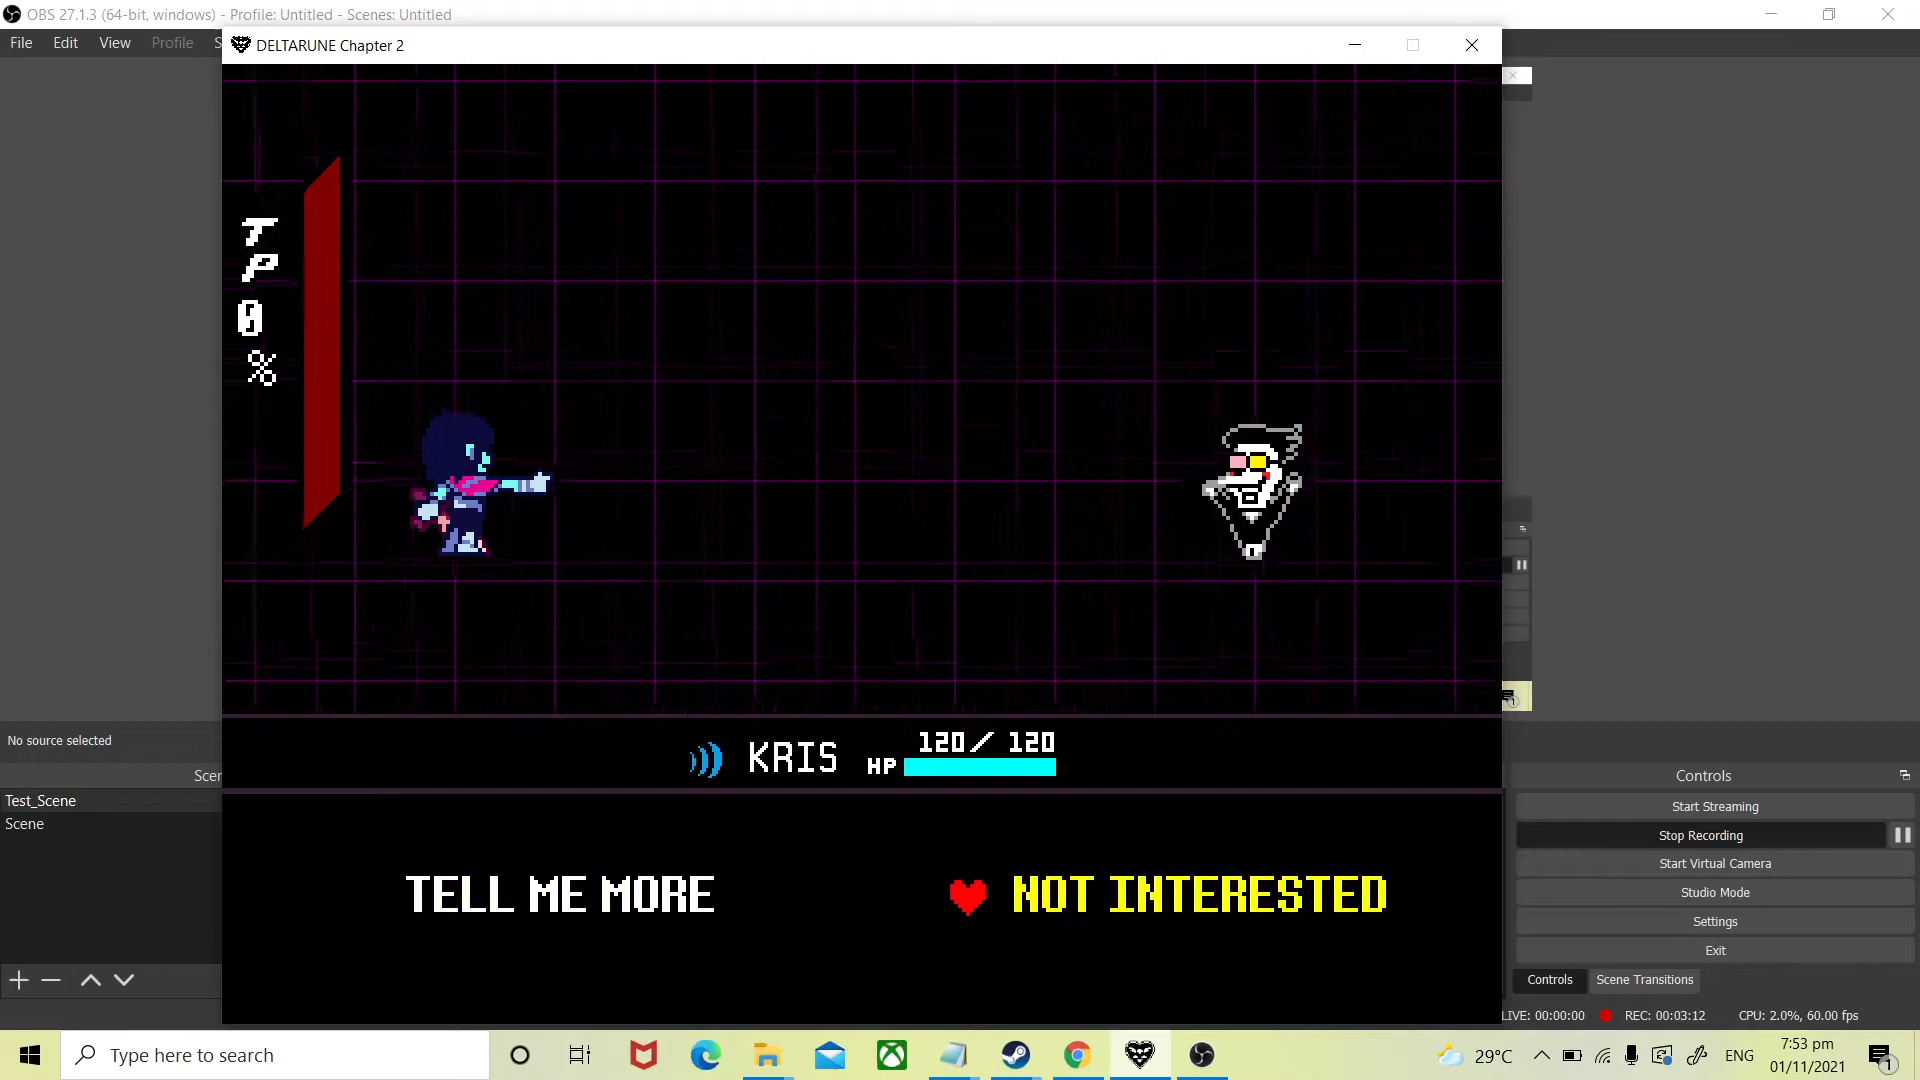 OBS 27.1.3 (64-bit, windows) - Profile: Untitled - Scenes: Untitled
File Edit View Profile S
DELTARUNE Chapter 2
T
P
0
%
KRIS HP 120/ 120
TELL ME MORE NOT INTERESTED
No source selected
Scen
Test_Scene
Scene
Controls
Start Streaming
Stop Recording
Start Virtual Camera
Studio Mode
Settings
Exit
Controls Scene Transitions
LIVE: 00:00:00 REC: 00:03:12 CPU: 2.0%, 60.00 fps
Type here to search
29°C ENG 7:53 pm
01/11/2021
1
1